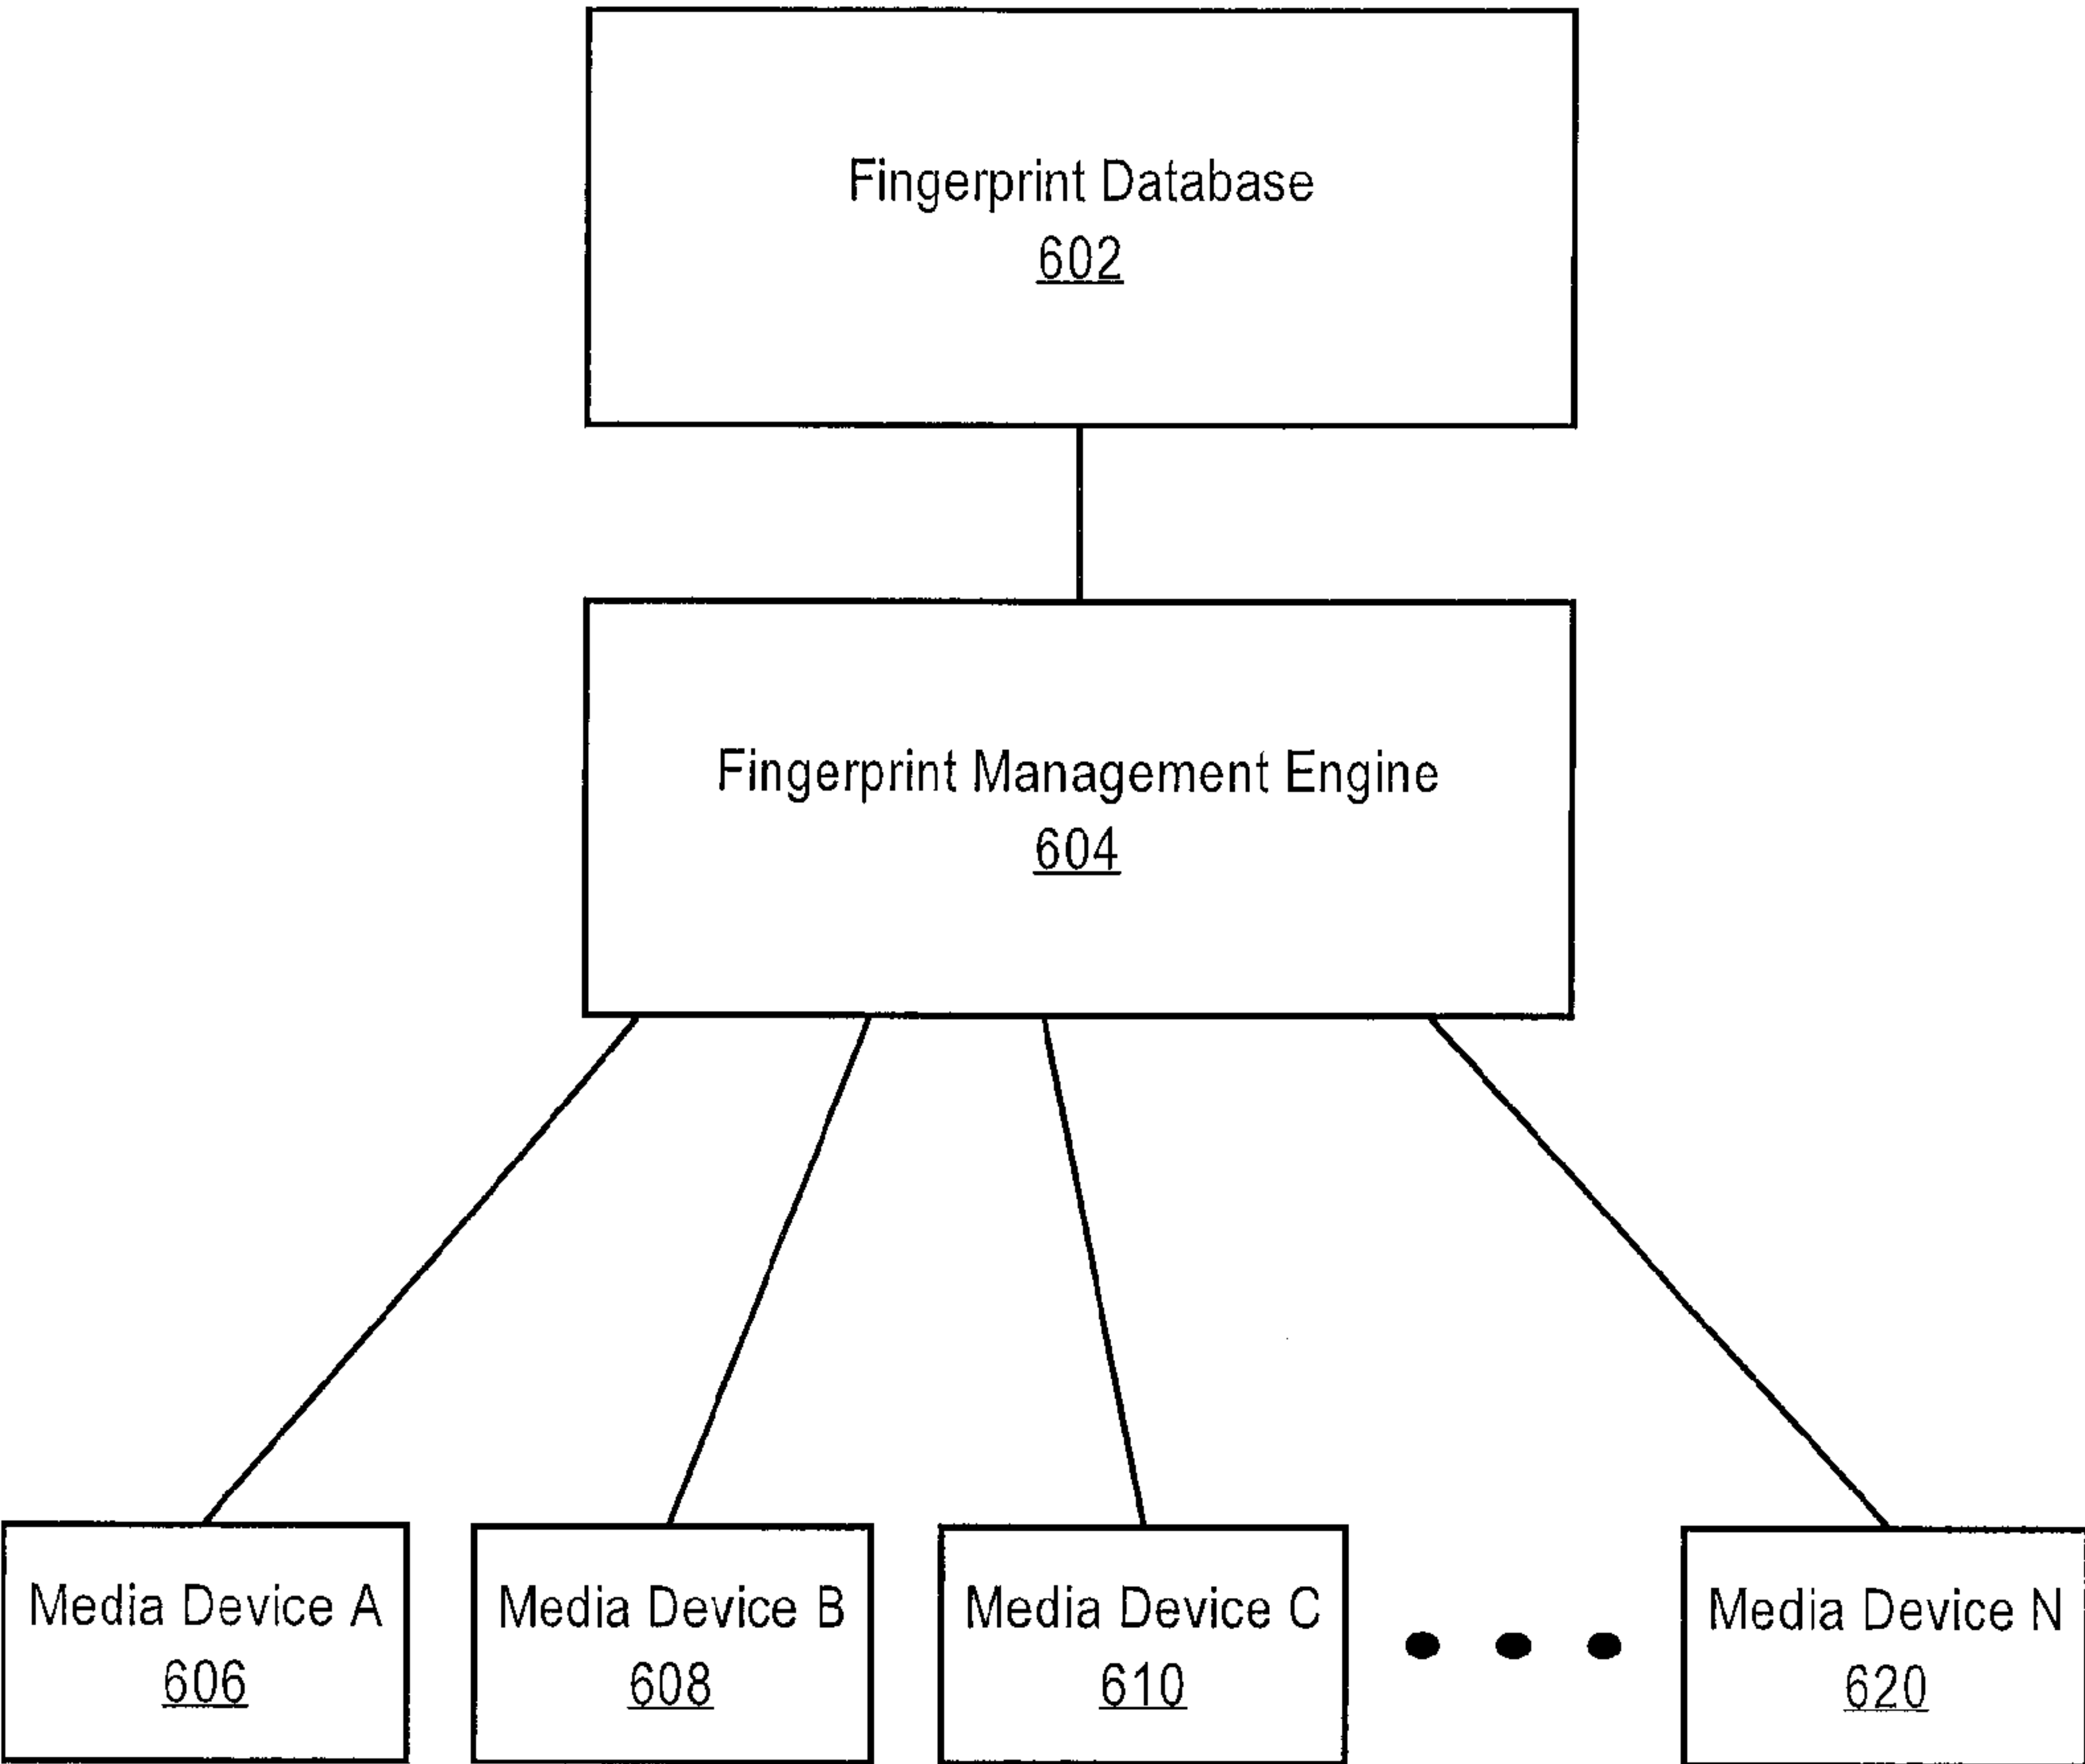 Fingerprint Database
602
Fingerprint Management Engine
604
Media Device A
606
Media Device B
608
Media Device C
610
Media Device N
620